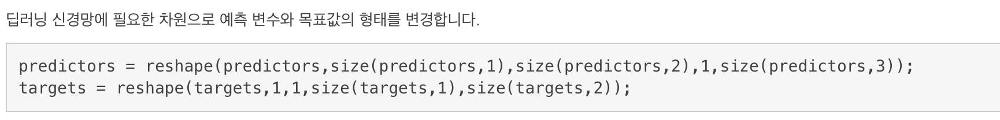 딥러닝 신경망에 필요한 차원으로 예측 변수와 목표값의 형태를 변경합니다.
predictors = reshape(predictors,size(predictors,1),size(predictors,2),1,size(predictors,3));
targets = reshape(targets,1,1,size(targets,1),size(targets,2));